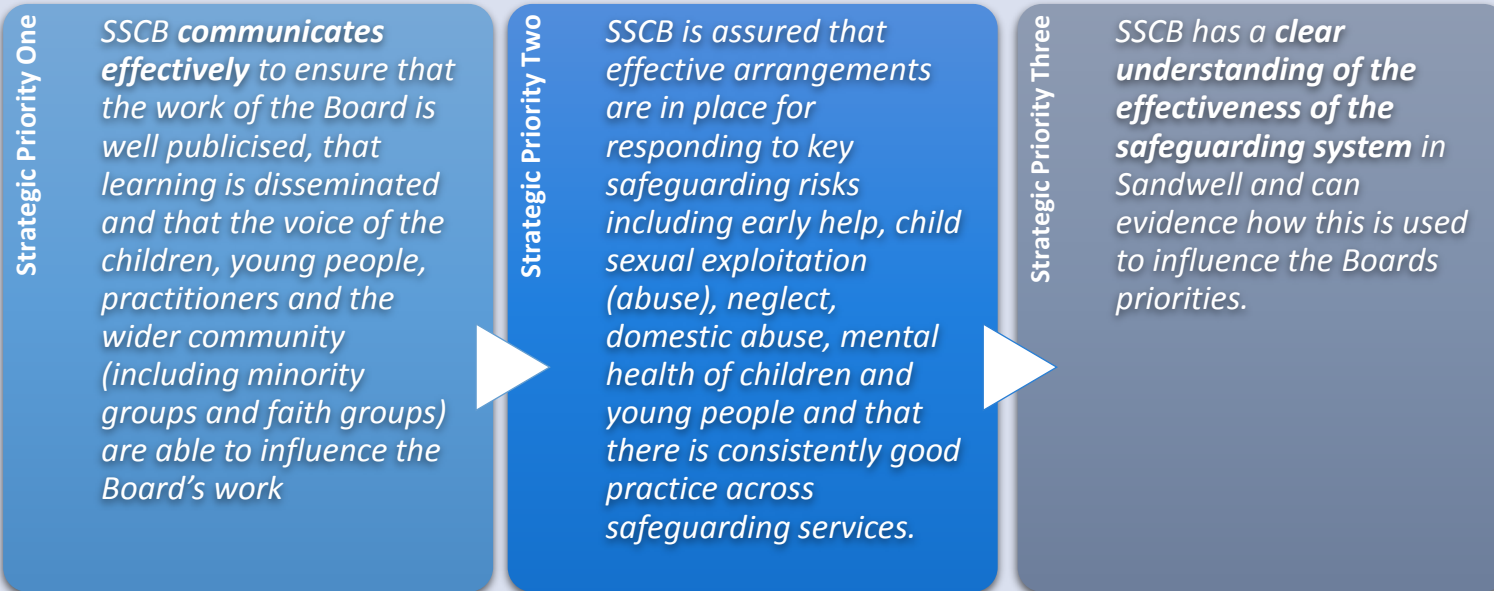 Strategic Priority One
SSCB communicates
effectively to ensure that
the work of the Board is
well publicised, that
learning is disseminated
and that the voice of the
children, young people,
practitioners and the
wider community
(including minority
groups and faith groups)
are able to influence the
Board’s work
Strategic Priority Two
SSCB is assured that
effective arrangements
are in place for
responding to key
safeguarding risks
including early help, child
sexual exploitation
(abuse), neglect,
domestic abuse, mental
health of children and
young people and that
there is consistently good
practice across
safeguarding services.
Strategic Priority Three
SSCB has a clear
understanding of the
effectiveness of the
safeguarding system in
Sandwell and can
evidence how this is used
to influence the Boards
priorities.